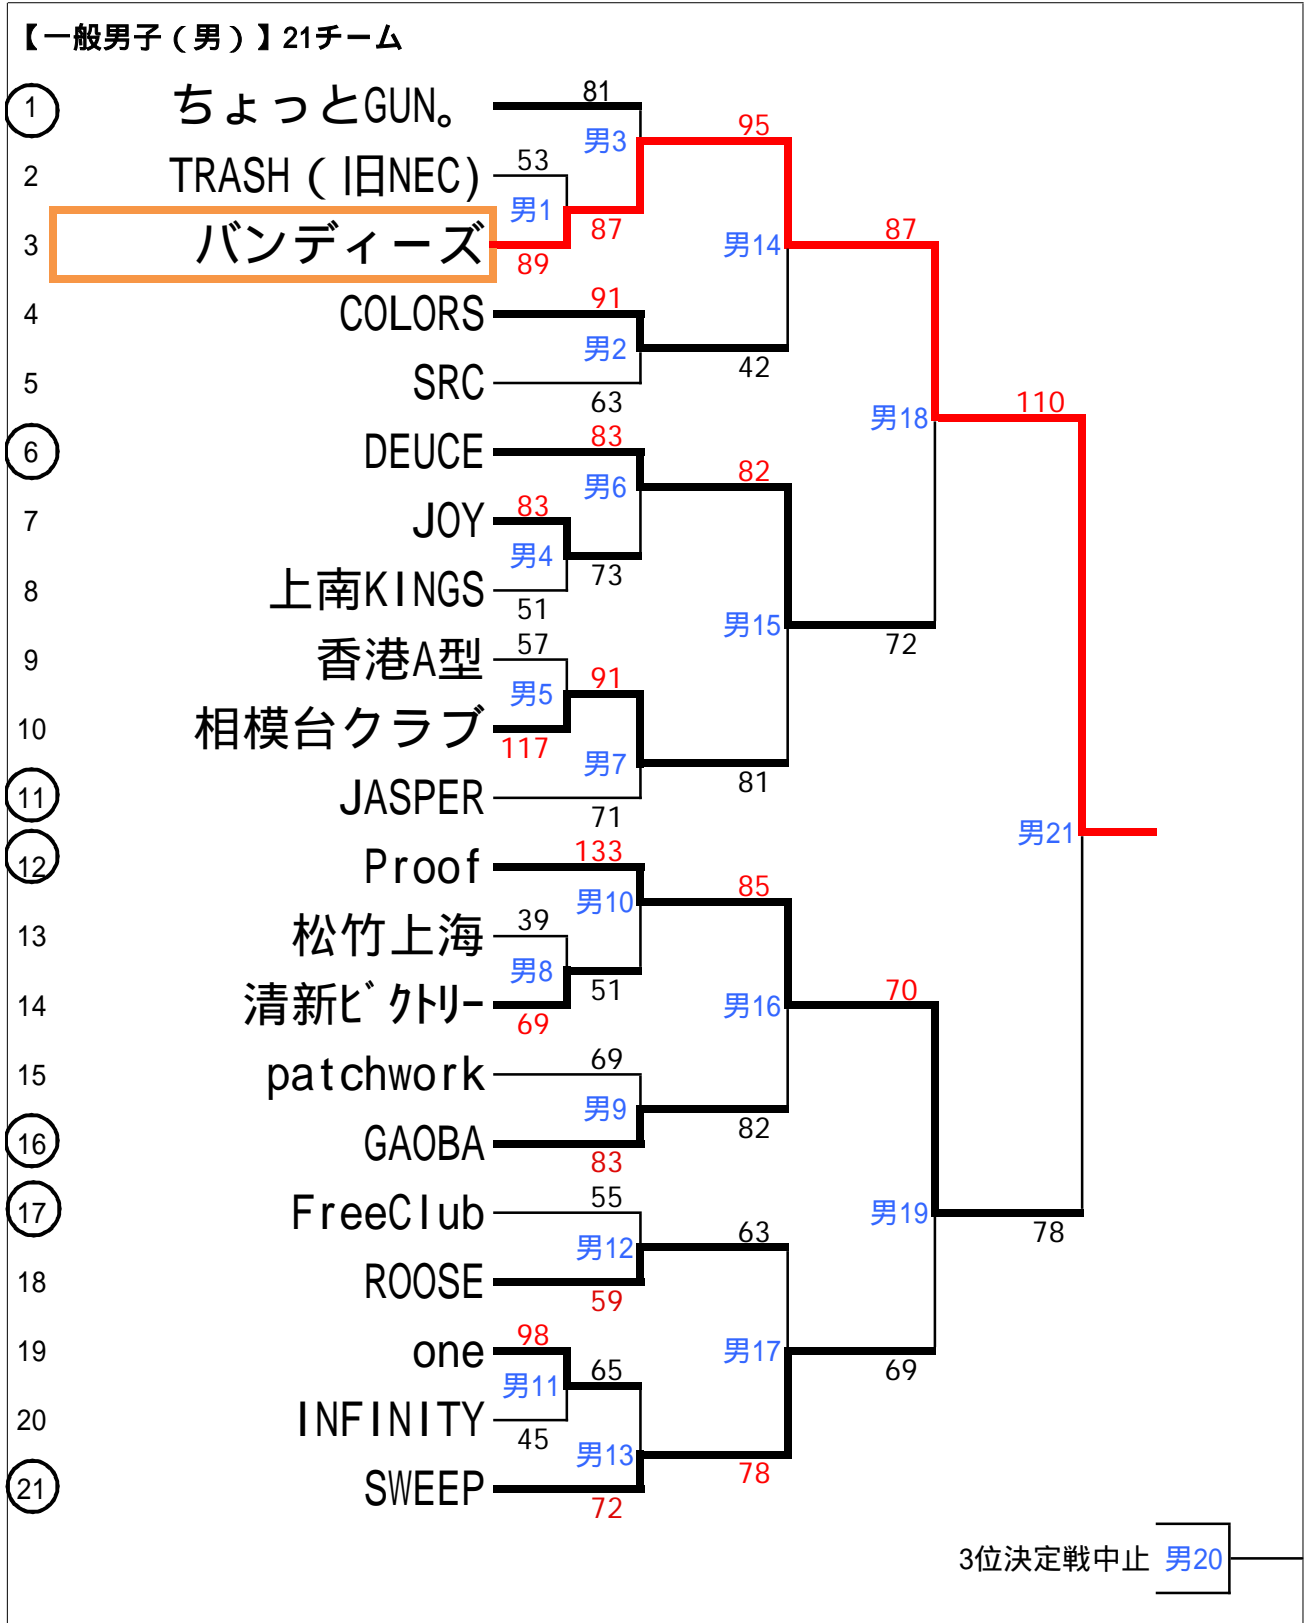 【一般男子（男）】21チーム
1 ちょっとGUN。 81
男3 95
2 TRASH（旧NEC) 53
男1 87
3 バンディーズ 89
男14 87
4 COLORS 91
男2 42
5 SRC 63
男18 110
6 DEUCE 83
男6 82
7 JOY 83
男4 73
8 上南KINGS 51
男15 72
9 香港A型 57
男5 91
10 相模台クラブ 117
男7 81
11 JASPER 71
男21
12 Proof 133
男10 85
13 松竹上海 39
男8 51
14 清新ﾋﾞｸﾄﾘｰ 69
男16 70
15 patchwork 69
男9 82
16 GAOBA 83
17 FreeClub 55
男19 78
男12 63
18 ROOSE 59
19 one 98
男17 69
男11 65
20 INFINITY 45
男13 78
21 SWEEP 72
3位決定戦中止 男20